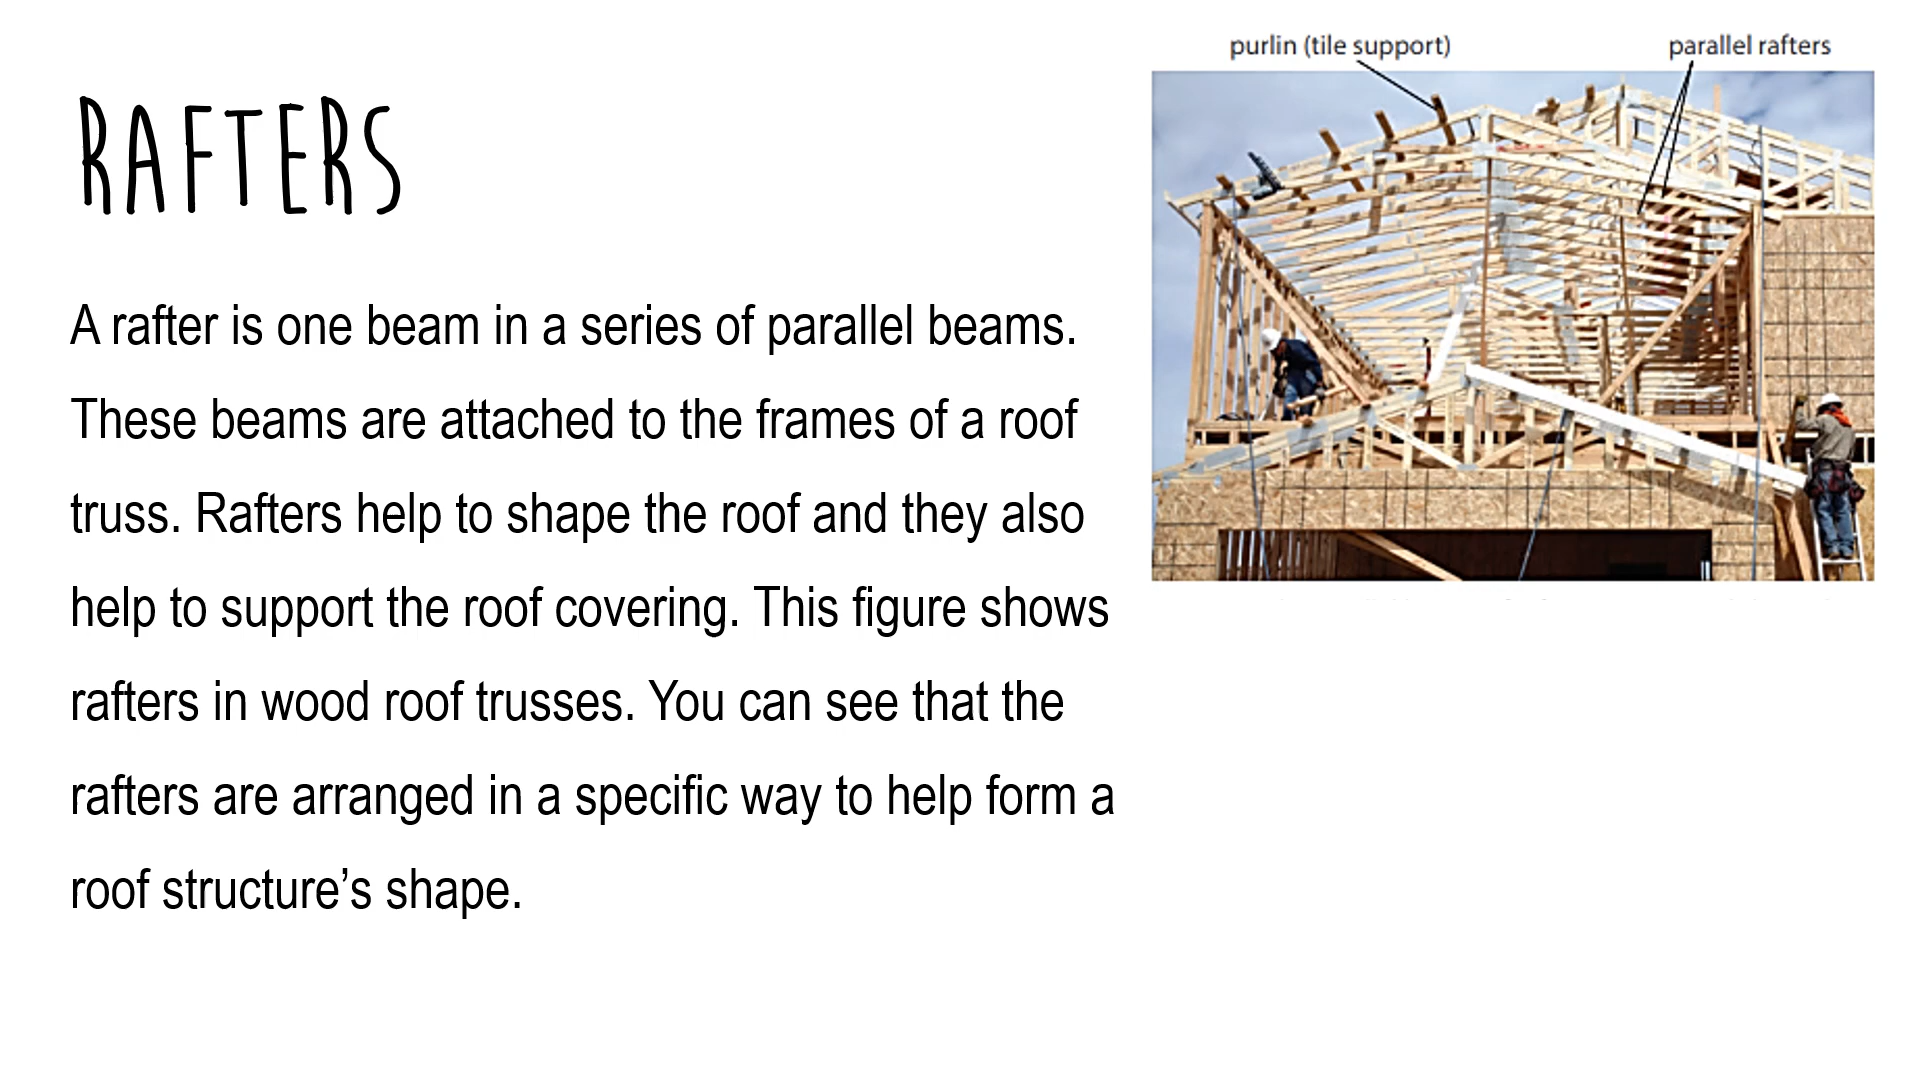 RAFTERS
A rafter is one beam in a series of parallel beams.
These beams are attached to the frames of a roof
truss. Rafters help to shape the roof and they also
help to support the roof covering. This figure shows
rafters in wood roof trusses. You can see that the
rafters are arranged in a specific way to help form a
roof structure’s shape.
purlin (tile support)
parallel rafters